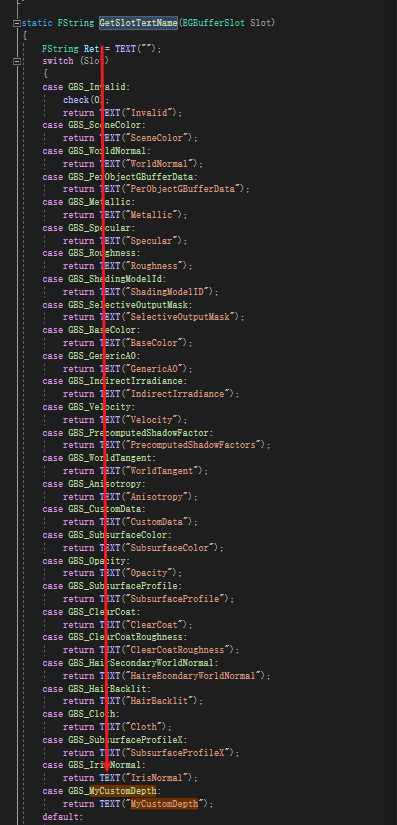 static FString GetSlotTextName(EGBufferSlot Slot)
{
FString Ret = TEXT("");
switch (Slot)
{
case GBS_Invalid:
check(0);
return TEXT("Invalid");
case GBS_SceneColor:
return TEXT("SceneColor");
case GBS_WorldNormal:
return TEXT("WorldNormal");
case GBS_PerObjectGBufferData:
return TEXT("PerObjectGBufferData");
case GBS_Metallic:
return TEXT("Metallic");
case GBS_Specular:
return TEXT("Specular");
case GBS_Roughness:
return TEXT("Roughness");
case GBS_ShadingModelId:
return TEXT("ShadingModelID");
case GBS_SelectiveOutputMask:
return TEXT("SelectiveOutputMask");
case GBS_BaseColor:
return TEXT("BaseColor");
case GBS_GenericAO:
return TEXT("GenericAO");
case GBS_IndirectIrradiance:
return TEXT("IndirectIrradiance");
case GBS_Velocity:
return TEXT("Velocity");
case GBS_PrecomputedShadowFactor:
return TEXT("PrecomputedShadowFactors");
case GBS_WorldTangent:
return TEXT("WorldTangent");
case GBS_Anisotropy:
return TEXT("Anisotropy");
case GBS_CustomData:
return TEXT("CustomData");
case GBS_SubsurfaceColor:
return TEXT("SubsurfaceColor");
case GBS_Opacity:
return TEXT("Opacity");
case GBS_SubsurfaceProfile:
return TEXT("SubsurfaceProfile");
case GBS_ClearCoat:
return TEXT("ClearCoat");
case GBS_ClearCoatRoughness:
return TEXT("ClearCoatRoughness");
case GBS_HairSecondaryWorldNormal:
return TEXT("HaireEcondaryWorldNormal");
case GBS_HairBacklit:
return TEXT("HairBacklit");
case GBS_Cloth:
return TEXT("Cloth");
case GBS_SubsurfaceProfileX:
return TEXT("SubsurfaceProfileX");
case GBS_IrisNormal:
return TEXT("IrisNormal");
case GBS_MyCustomDepth:
return TEXT("MyCustomDepth");
default: